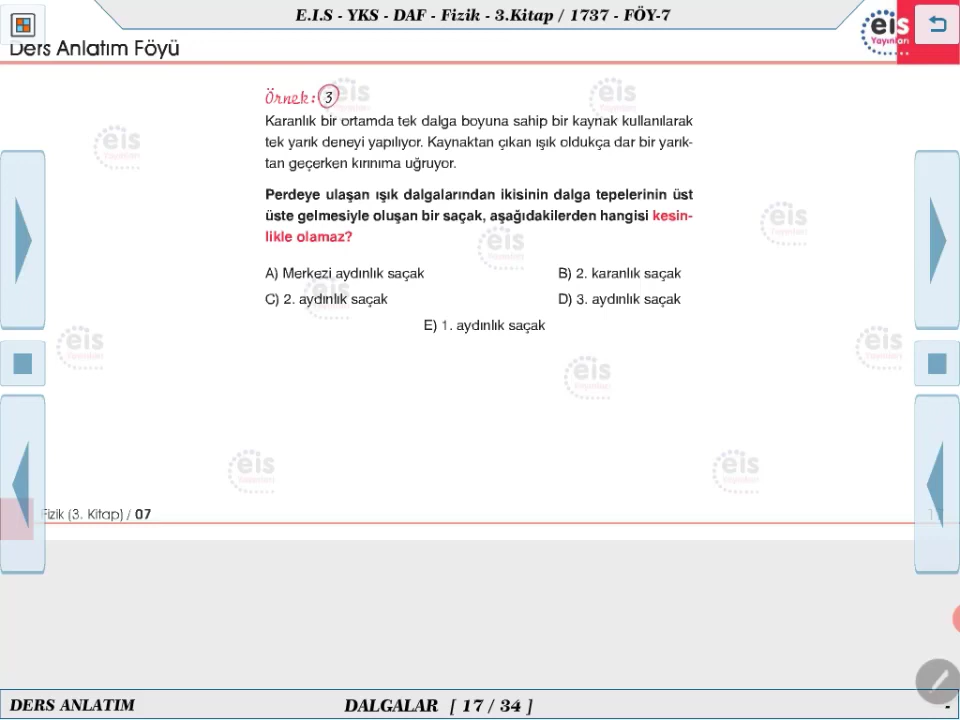 E.I.S - YKS - DAF - Fizik - 3.Kitap / 1737 - FÖY-7
eis
Yayınları
Ders Anlatım Föyü
Örnek: 3
Karanlık bir ortamda tek dalga boyuna sahip bir kaynak kullanılarak
tek yarık deneyi yapılıyor. Kaynaktan çıkan ışık oldukça dar bir yarık-
tan geçerken kırınıma uğruyor.
Perdeye ulaşan ışık dalgalarından ikisinin dalga tepelerinin üst
üste gelmesiyle oluşan bir saçak, aşağıdakilerden hangisi kesin-
likle olamaz?
A) Merkezi aydınlık saçak
B) 2. karanlık saçak
C) 2. aydınlık saçak
D) 3. aydınlık saçak
E) 1. aydınlık saçak
Fizik (3. Kitap) / 07
DERS ANLATIM
DALGALAR [ 17 / 34 ]
-